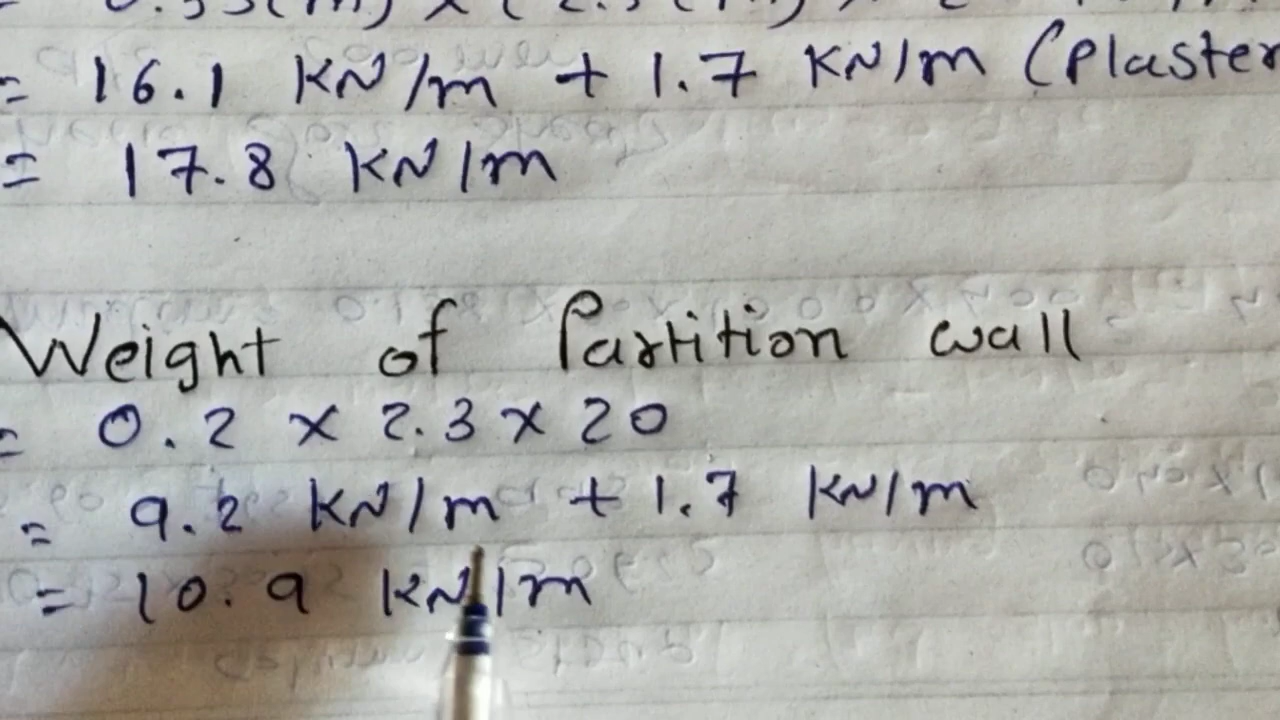 = 16.1 KN/m + 1.7 KN/m (Plaster
= 17.8 KN/m
Weight of Partition wall
= 0.2 x 2.3 x 20
= 9.2 KN/m + 1.7 KN/m
= 10.9 KN/m